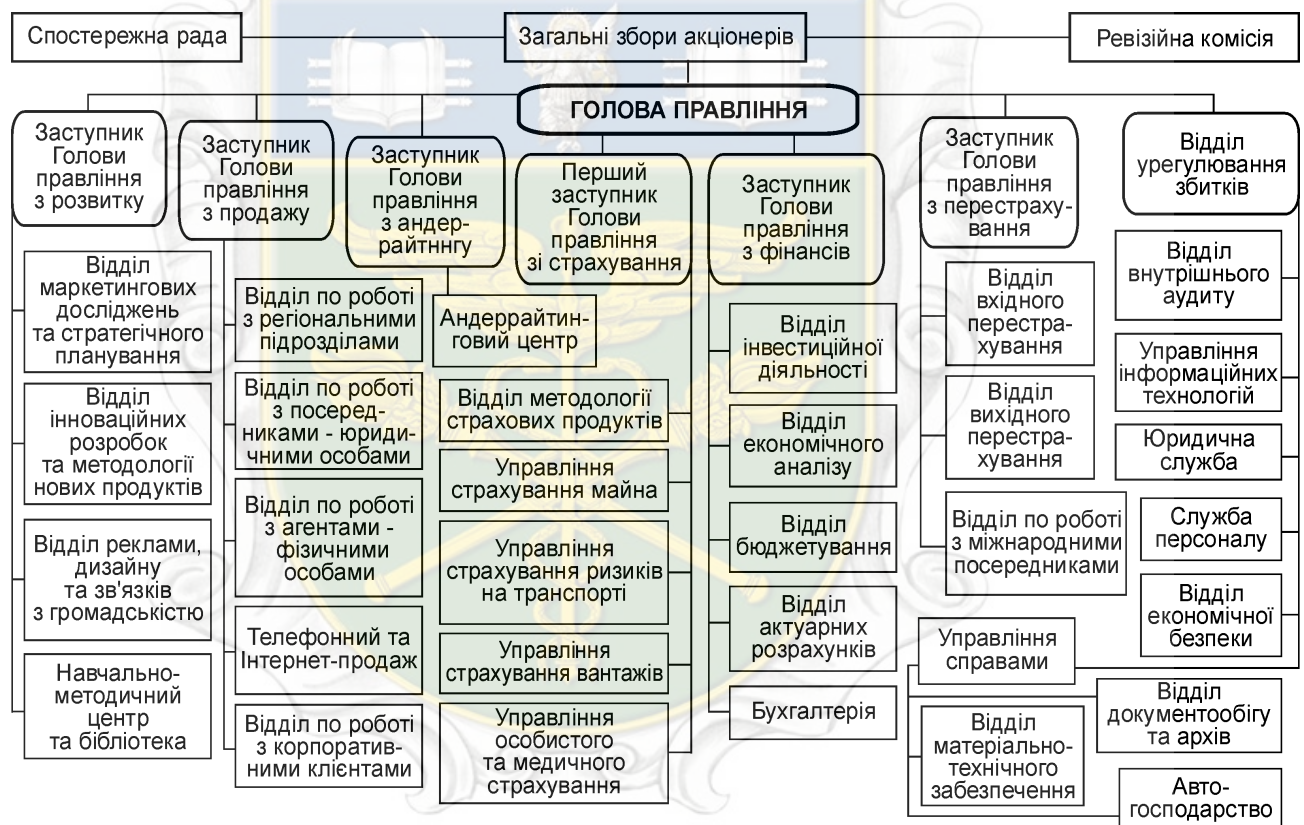 Спостережна рада
Загальні збори акціонерів
Ревізійна комісія
ГОЛОВА ПРАВЛІННЯ
Заступник
Голови
правління
з розвитку
Заступник
Голови
правління
з продажу
Заступник
Голови
правління
з андер-
райтннгу
Перший
заступник
Голови
правління
зі страхування
Заступник
Голови
правління
з фінансів
Заступник
Голови
правління
з перестраху-
вання
Відділ
урегулювання
збитків
Відділ
маркетингових
досліджень
та стратегічного
планування
Відділ
інноваційних
розробок
та методології
нових продуктів
Відділ реклами,
дизайну
та зв'язків
з громадськістю
Навчально-
методичний
центр
та бібліотека
Відділ по роботі
з регіональними
підрозділами
Відділ по роботі
з посеред-
никами - юриди-
чними особами
Відділ по роботі
з агентами -
фізичними
особами
Телефонний та
Інтернет-продаж
Відділ по роботі
з корпоратив-
ними клієнтами
Андеррайтин-
говий центр
Відділ методології
страхових продуктів
Управління
страхування майна
Управління
страхування ризиків
на транспорті
Управління
страхування вантажів
Управління
особистого
та медичного
страхування
Відділ
інвестиційної
діяльності
Відділ
економічного
аналізу
Відділ
бюджетування
Відділ
актуарних
розрахунків
Бухгалтерія
Відділ
вхідного
перестра-
хування
Відділ
вихідного
перестра-
хування
Відділ по роботі
з міжнародними
посередниками
Відділ
внутрішнього
аудиту
Управління
інформаційних
технологій
Юридична
служба
Служба
персоналу
Відділ
економічної
безпеки
Управління
справами
Відділ
документообігу
та архів
Відділ
матеріально-
технічного
забезпечення
Авто-
господарство